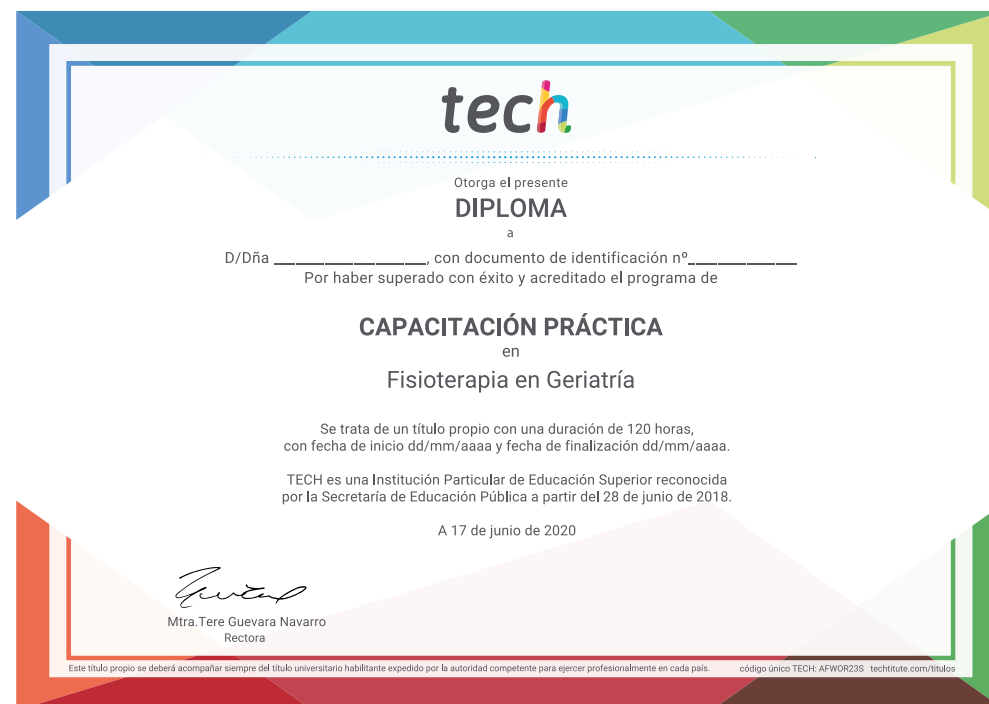 tech
Otorga el presente
DIPLOMA
a
D/Dña ____________________, con documento de identificación nº______________
Por haber superado con éxito y acreditado el programa de
CAPACITACIÓN PRÁCTICA
en
Fisioterapia en Geriatría
Se trata de un título propio con una duración de 120 horas,
con fecha de inicio dd/mm/aaaa y fecha de finalización dd/mm/aaaa.
TECH es una Institución Particular de Educación Superior reconocida
por la Secretaría de Educación Pública a partir del 28 de junio de 2018.
A 17 de junio de 2020
Mtra.Tere Guevara Navarro
Rectora
Este título propio se deberá acompañar siempre del título universitario habilitante expedido por la autoridad competente para ejercer profesionalmente en cada país. código único TECH: AFWOR23S techtitute.com/titulos